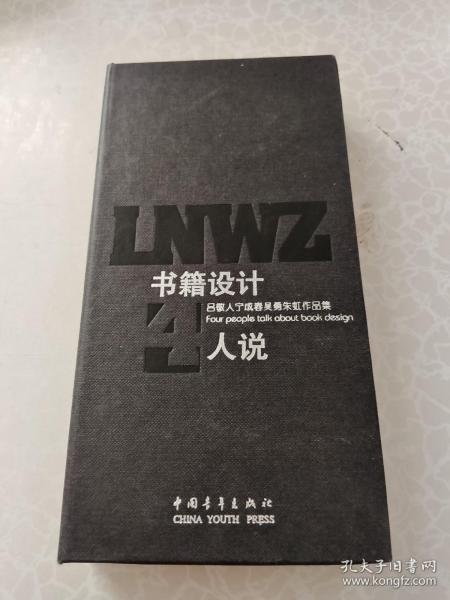 LNWZ
书籍设计
吕敬人宁成春吴勇朱虹作品集
Four people talk about book design
4人说
中国青年出版社
CHINA YOUTH PRESS
孔夫子旧书网
www.kongfz.com